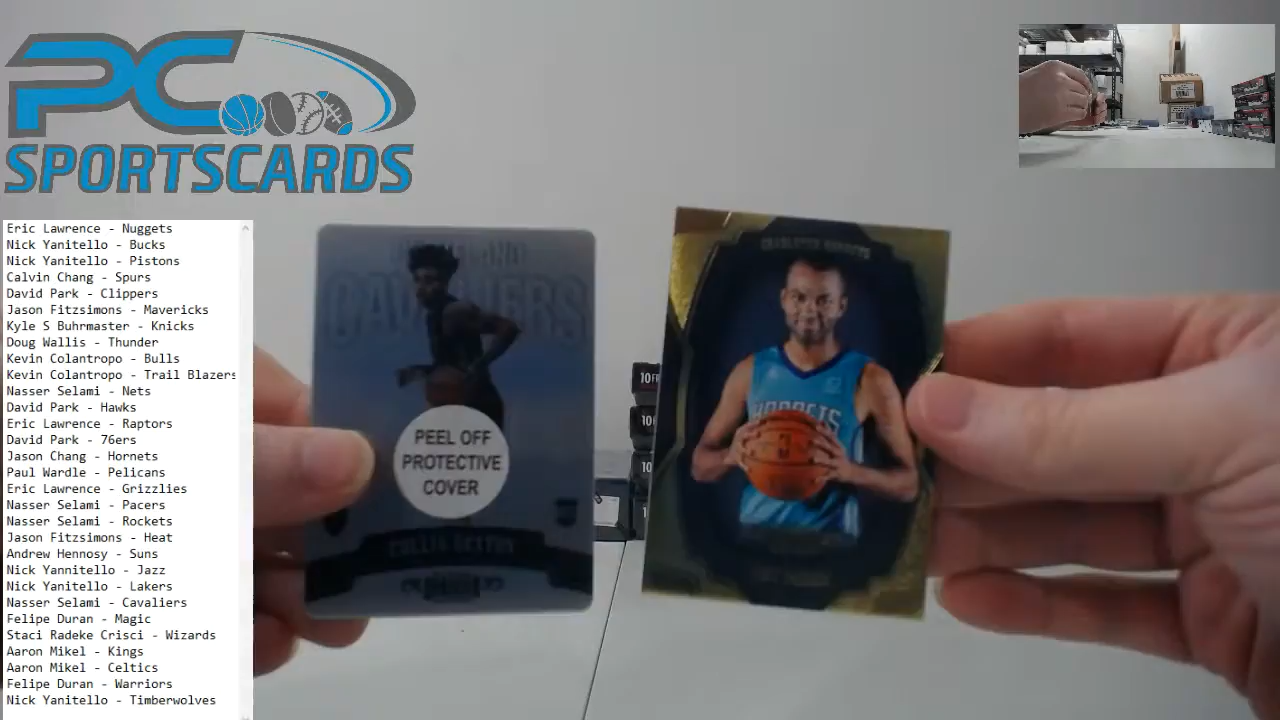 PC
SPORTSCARDS
Eric Lawrence - Nuggets
Nick Yanitello - Bucks
Nick Yanitello - Pistons
Calvin Chang - Spurs
David Park - Clippers
Jason Fitzsimons - Mavericks
Kyle S Buhrmaster - Knicks
Doug Wallis - Thunder
Kevin Colantropo - Bulls
Kevin Colantropo - Trail Blazers
Nasser Selami - Nets
David Park - Hawks
Eric Lawrence - Raptors
David Park - 76ers
Jason Chang - Hornets
Paul Wardle - Pelicans
Eric Lawrence - Grizzlies
Nasser Selami - Pacers
Nasser Selami - Rockets
Jason Fitzsimons - Heat
Andrew Hennosy - Suns
Nick Yannitello - Jazz
Nick Yanitello - Lakers
Nasser Selami - Cavaliers
Felipe Duran - Magic
Staci Radeke Crisci - Wizards
Aaron Mikel - Kings
Aaron Mikel - Celtics
Felipe Duran - Warriors
Nick Yanitello - Timberwolves
CAVALIERS
PEEL OFF
PROTECTIVE
COVER
COLLIN SEXTON
CHARLOTTE HORNETS
HORNETS
10
10
10